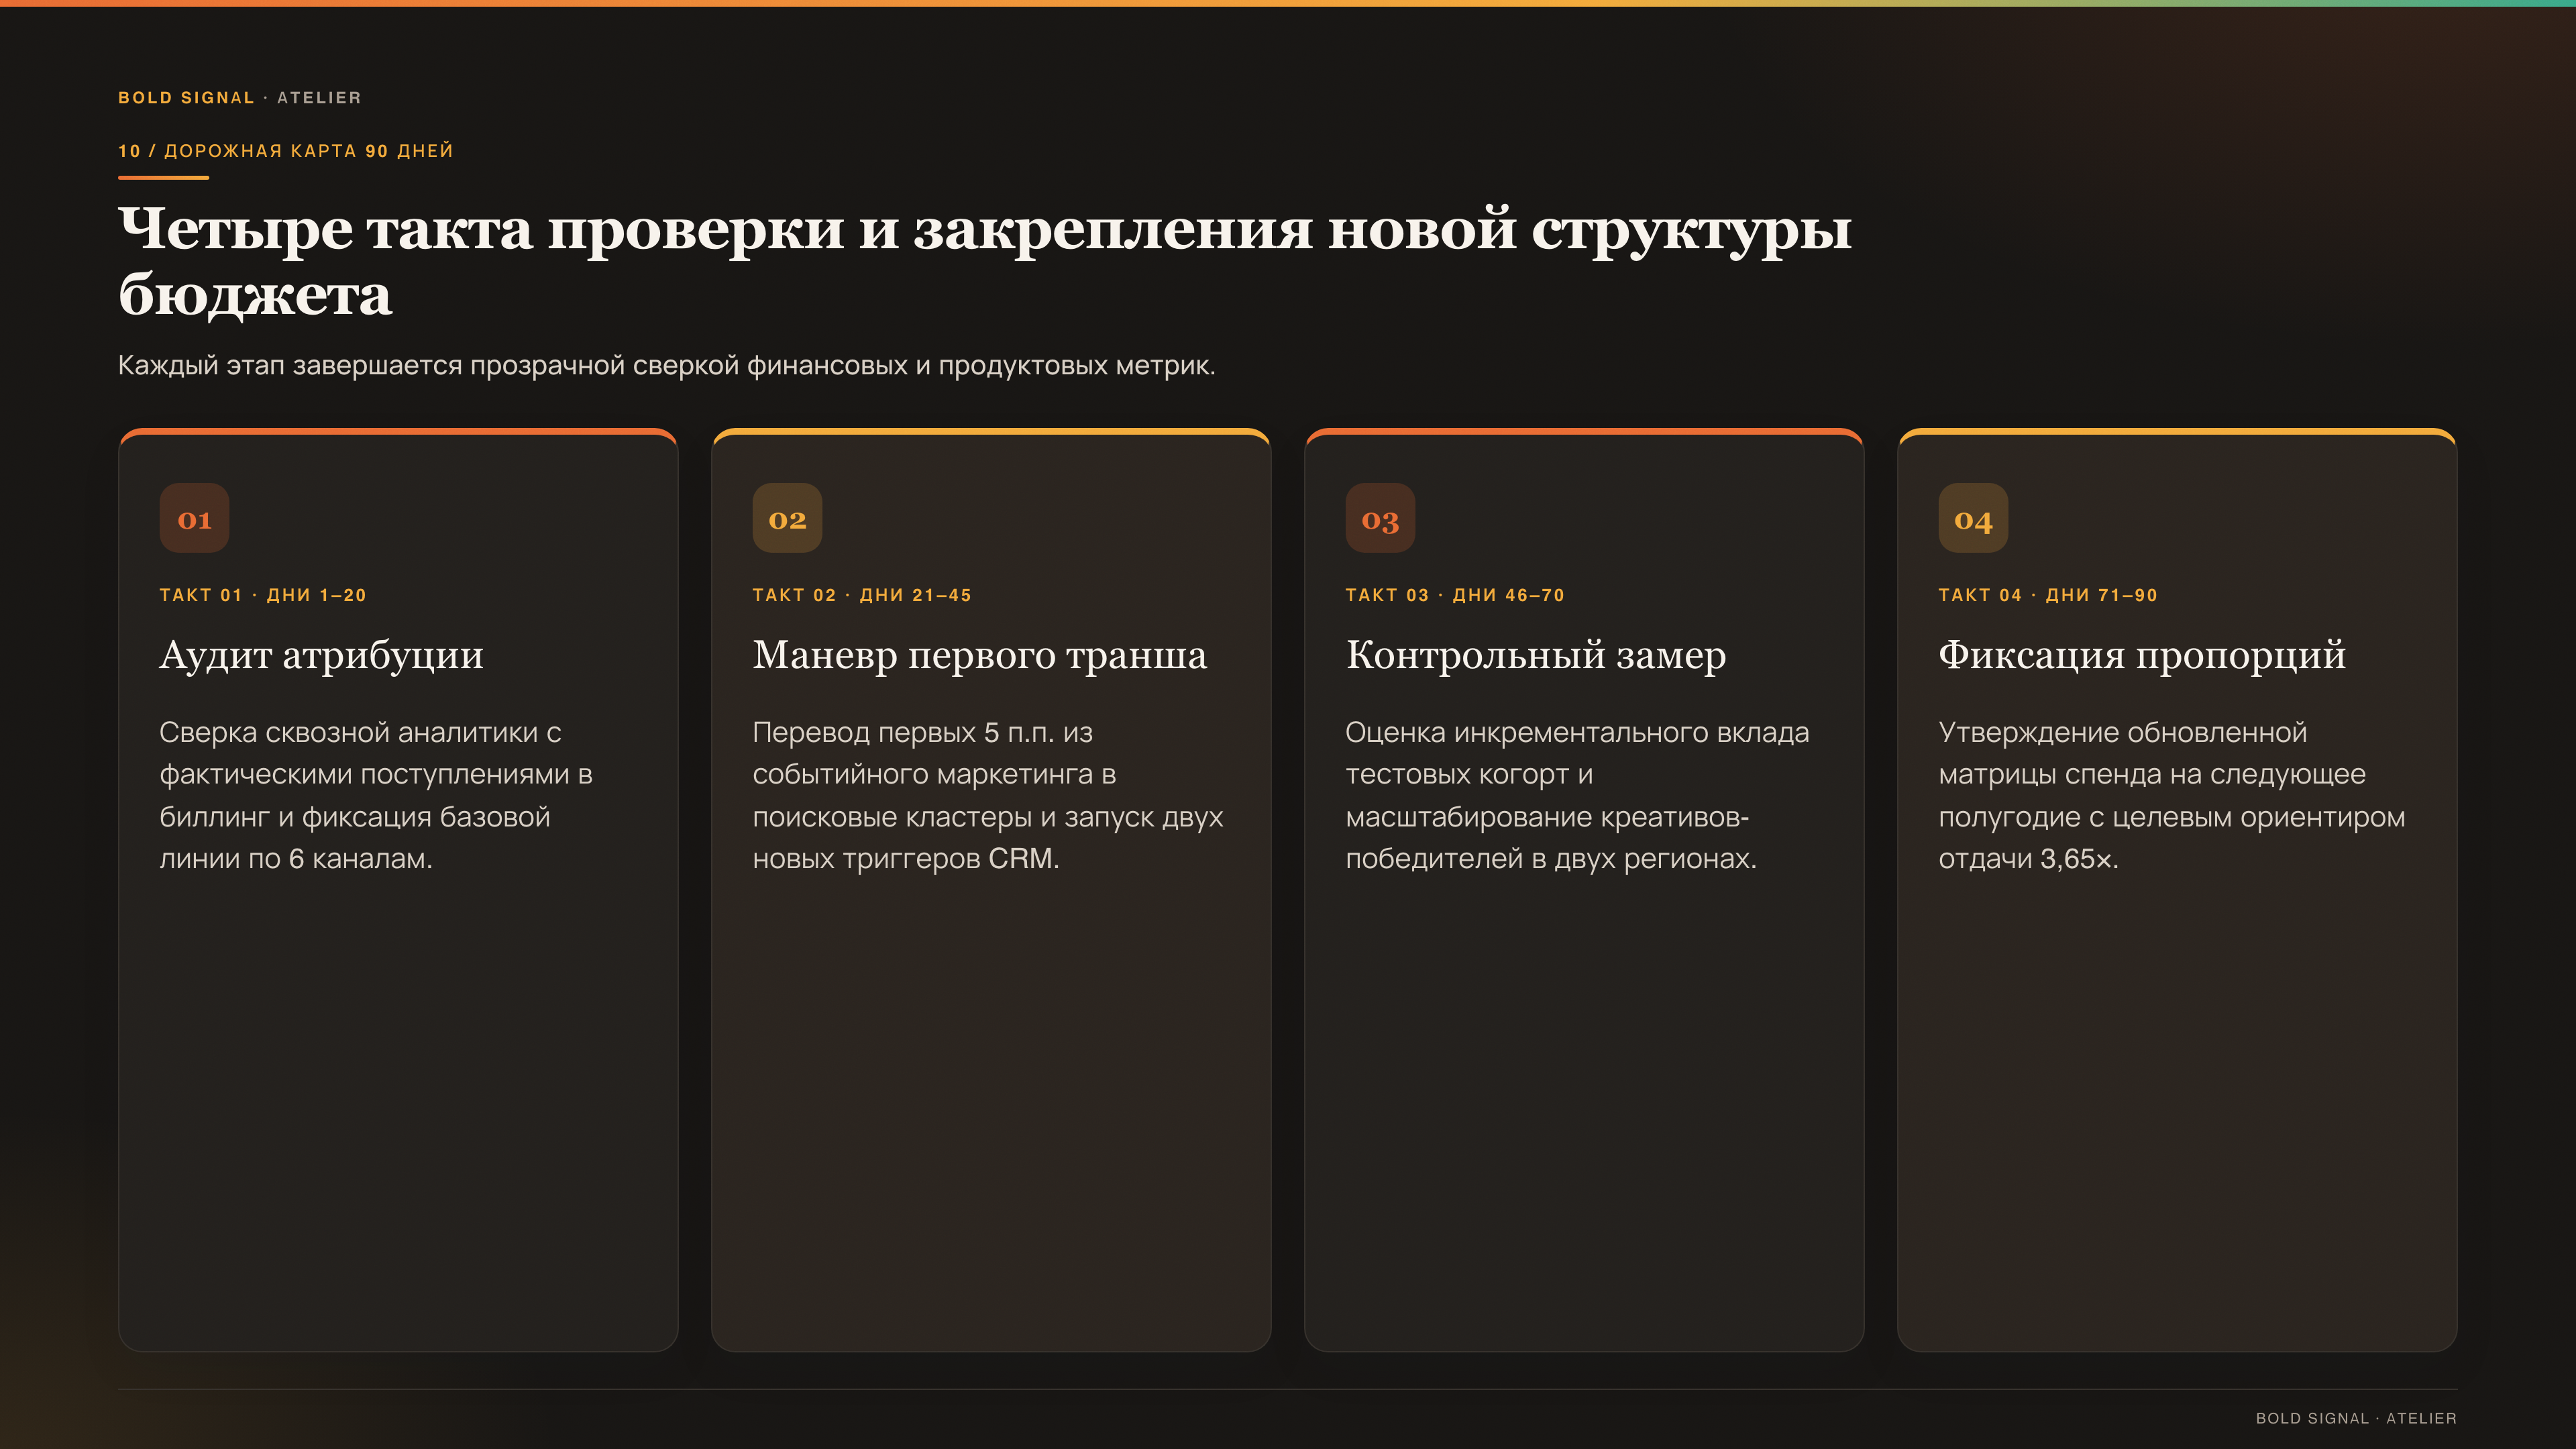 BOLD SIGNAL · ATELIER
10 / ДОРОЖНАЯ КАРТА 90 ДНЕЙ
Четыре такта проверки и закрепления новой структуры
бюджета
Каждый этап завершается прозрачной сверкой финансовых и продуктовых метрик.
01
ТАКТ 01 · ДНИ 1–20
Аудит атрибуции
Сверка сквозной аналитики с
фактическими поступлениями в
биллинг и фиксация базовой
линии по 6 каналам.
02
ТАКТ 02 · ДНИ 21–45
Маневр первого транша
Перевод первых 5 п.п. из
событийного маркетинга в
поисковые кластеры и запуск двух
новых триггеров CRM.
03
ТАКТ 03 · ДНИ 46–70
Контрольный замер
Оценка инкрементального вклада
тестовых когорт и
масштабирование креативов-
победителей в двух регионах.
04
ТАКТ 04 · ДНИ 71–90
Фиксация пропорций
Утверждение обновленной
матрицы спенда на следующее
полугодие с целевым ориентиром
отдачи 3,65×.
BOLD SIGNAL · ATELIER